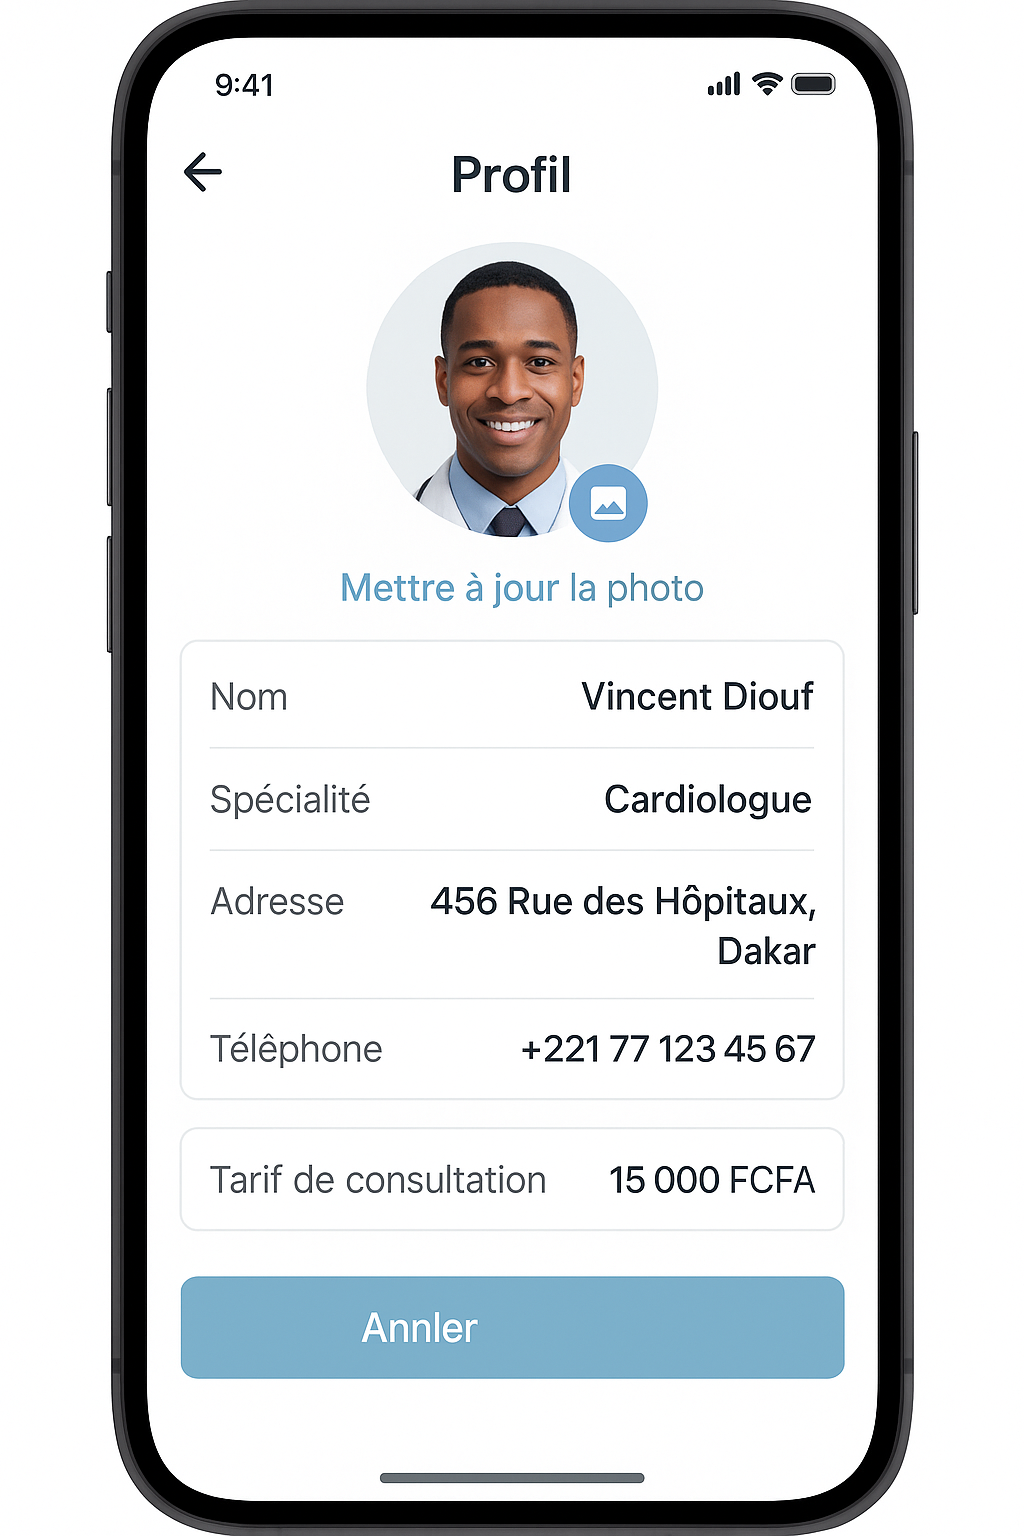 9:41
Profil
Mettre à jour la photo
Nom Vincent Diouf
Spécialité Cardiologue
Adresse 456 Rue des Hôpitaux,
Dakar
Télêphone +221 77 123 45 67
Tarif de consultation 15 000 FCFA
Annler